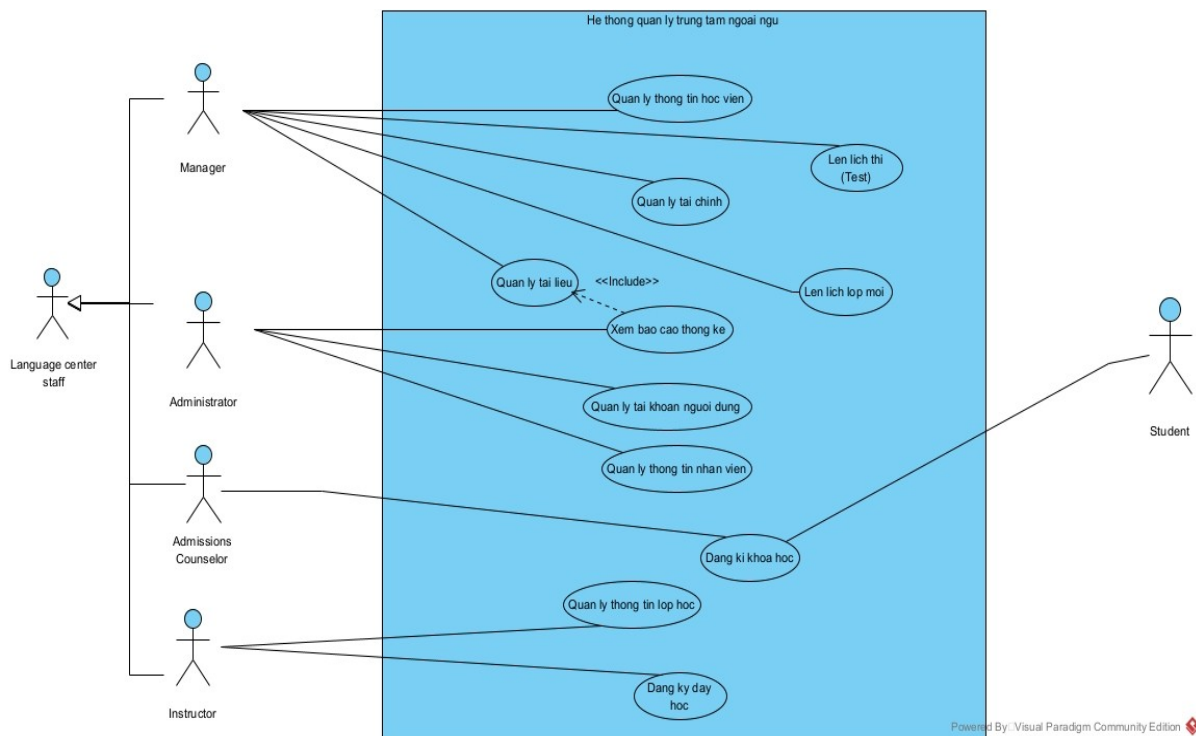 He thong quan ly trung tam ngoai ngu
Quan ly thong tin hoc vien
Manager
Len lich thi
(Test)
Quan ly tai chinh
Quan ly tai lieu
<<Include>>
Len lich lop moi
Xem bao cao thong ke
Language center
staff
Administrator
Quan ly tai khoan nguoi dung
Student
Quan ly thong tin nhan vien
Admissions
Counselor
Dang ki khoa hoc
Quan ly thong tin lop hoc
Dang ky day
hoc
Instructor
Powered By Visual Paradigm Community Edition